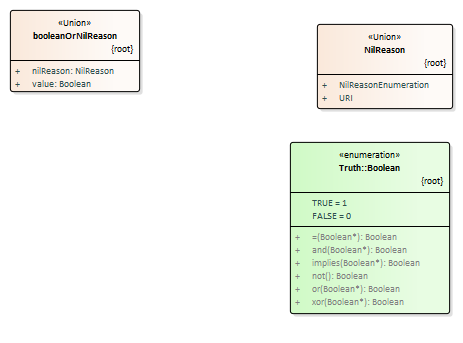 «Union»
booleanOrNilReason
{root}
+ nilReason: NilReason
+ value: Boolean
«Union»
NilReason
{root}
+ NilReasonEnumeration
+ URI
«enumeration»
Truth::Boolean
{root}
TRUE = 1
FALSE = 0
+ =(Boolean*): Boolean
+ and(Boolean*): Boolean
+ implies(Boolean*): Boolean
+ not(): Boolean
+ or(Boolean*): Boolean
+ xor(Boolean*): Boolean